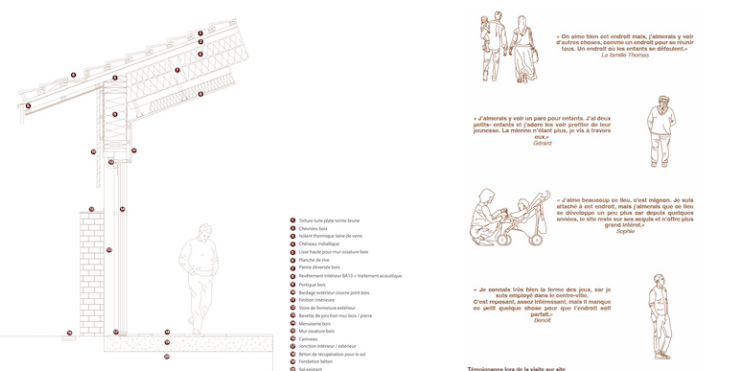 Toiture tuile plate teinte brune
Chevrons bois
Isolant thermique laine de verre
Chéneau métallique
Lisse haute pour mur ossature bois
Planche de rive
Panne déversée bois
Revêtement intérieur BA13 + traitement acoustique
Portique bois
Bardage extérieur couvre joint bois
Finition intérieure
Store de fermeture extérieur
Bavette de jonction mur bois / pierre
Menuiserie bois
Mur ossature bois
Caniveau
Jonction intérieur / extérieur
Béton de récupération pour le sol
Fondation béton
Sol existant
« On aime bien cet endroit mais, j'aimerais y voir
d'autres choses, comme un endroit pour se réunir
tous. Un endroit où les enfants se défoulent.»
La famille Thomas
« J'aimerais y voir un parc pour enfants. J'ai deux
petits- enfants et j'adore les voir profiter de leur
jeunesse. La mienne n'étant plus, je vis à travers
eux.»
Gérard
« J'aime beaucoup ce lieu, c'est mignon. Je suis
attaché à cet endroit, mais j'aimerais que ce lieu
se développe un peu plus car depuis quelques
années, le site reste sur ses acquis et n'offre plus
grand intérêt.»
Sophie
« Je connais très bien la ferme des jeux, car je
suis employé dans le centre-ville.
C'est reposant, assez intéressant, mais il manque
ce petit quelque chose pour que l'endroit soit
parfait.»
Benoit
Témoignages lors de la visite sur site